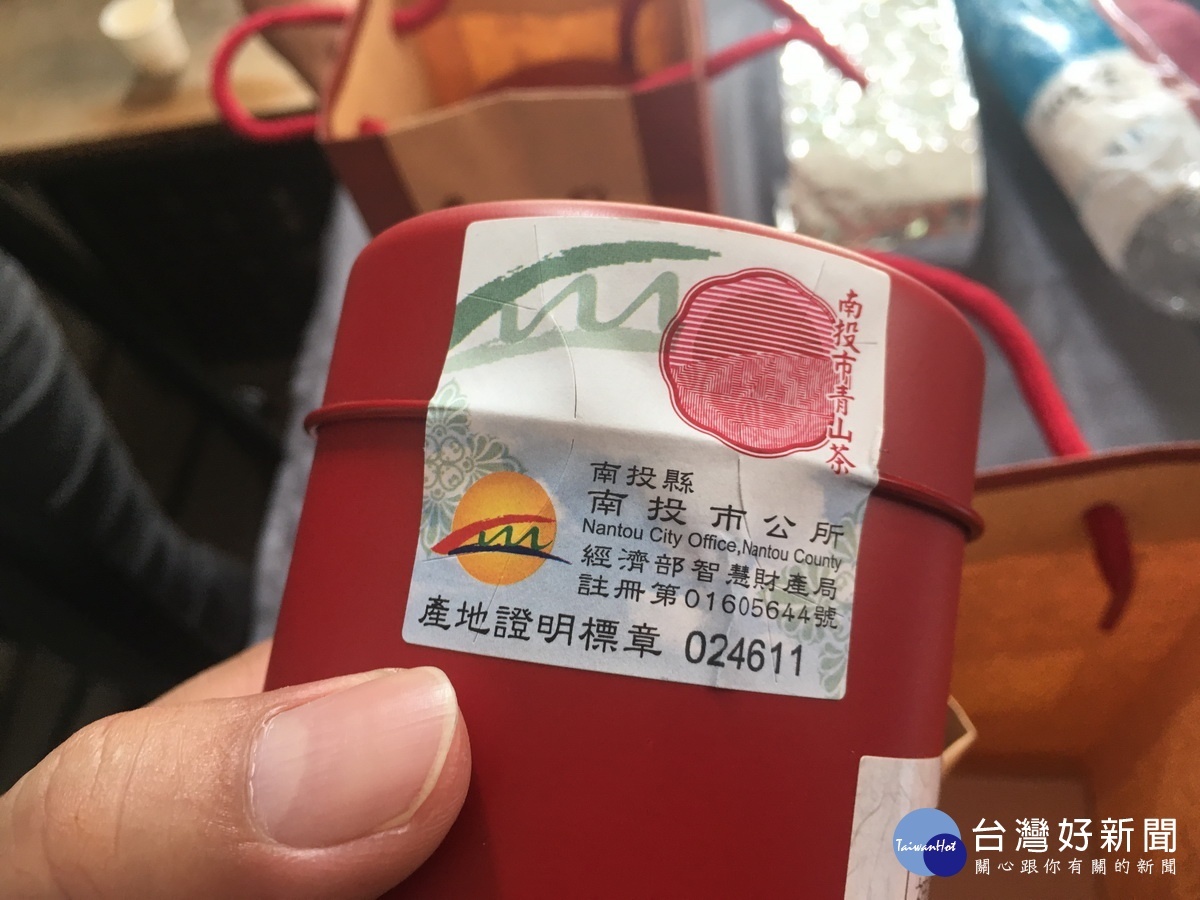 南投市青山茶
南投縣
南投市公所
Nantou City Office,Nantou County
經濟部智慧財產局
註冊第01605644號
產地證明標章 024611
TaiwanHot
台灣好新聞
關心跟你有關的新聞